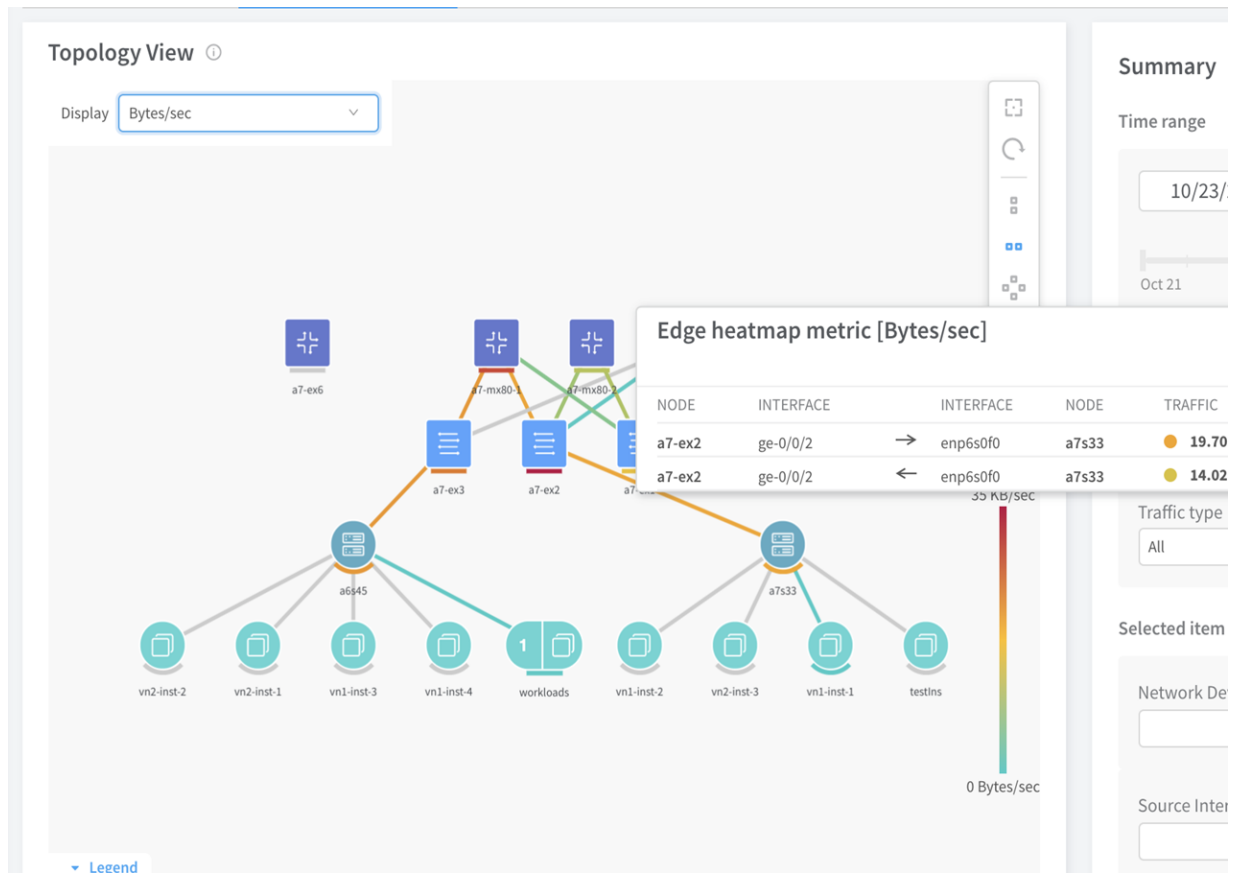 Topology View
Summary
Display Bytes/sec
Time range
10/23/
Oct 21
Edge heatmap metric [Bytes/sec]
NODE INTERFACE INTERFACE NODE TRAFFIC
a7-ex2 ge-0/0/2 → enp6s0f0 a7s33 19.70
a7-ex2 ge-0/0/2 ← enp6s0f0 a7s33 14.02
a7-ex6 a7-mx80-1 a7-mx80-2
a7-ex3 a7-ex2
35 KB/sec
Traffic type
All
a6s45 a7s33
1
Selected item
vn2-inst-2 vn2-inst-1 vn1-inst-3 vn1-inst-4 workloads vn1-inst-2 vn2-inst-3 vn1-inst-1 testIns
Network De
0 Bytes/sec
Source Inter
Legend